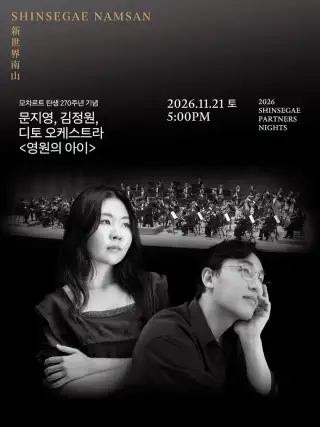 SHINSEGAE NAMSAN
新世界南山
모차르트 탄생 270주년 기념
문지영, 김정원,
디토 오케스트라
<영원의 아이>
2026.11.21 토
5:00PM
2026
SHINSEGAE
PARTNERS
NIGHTS